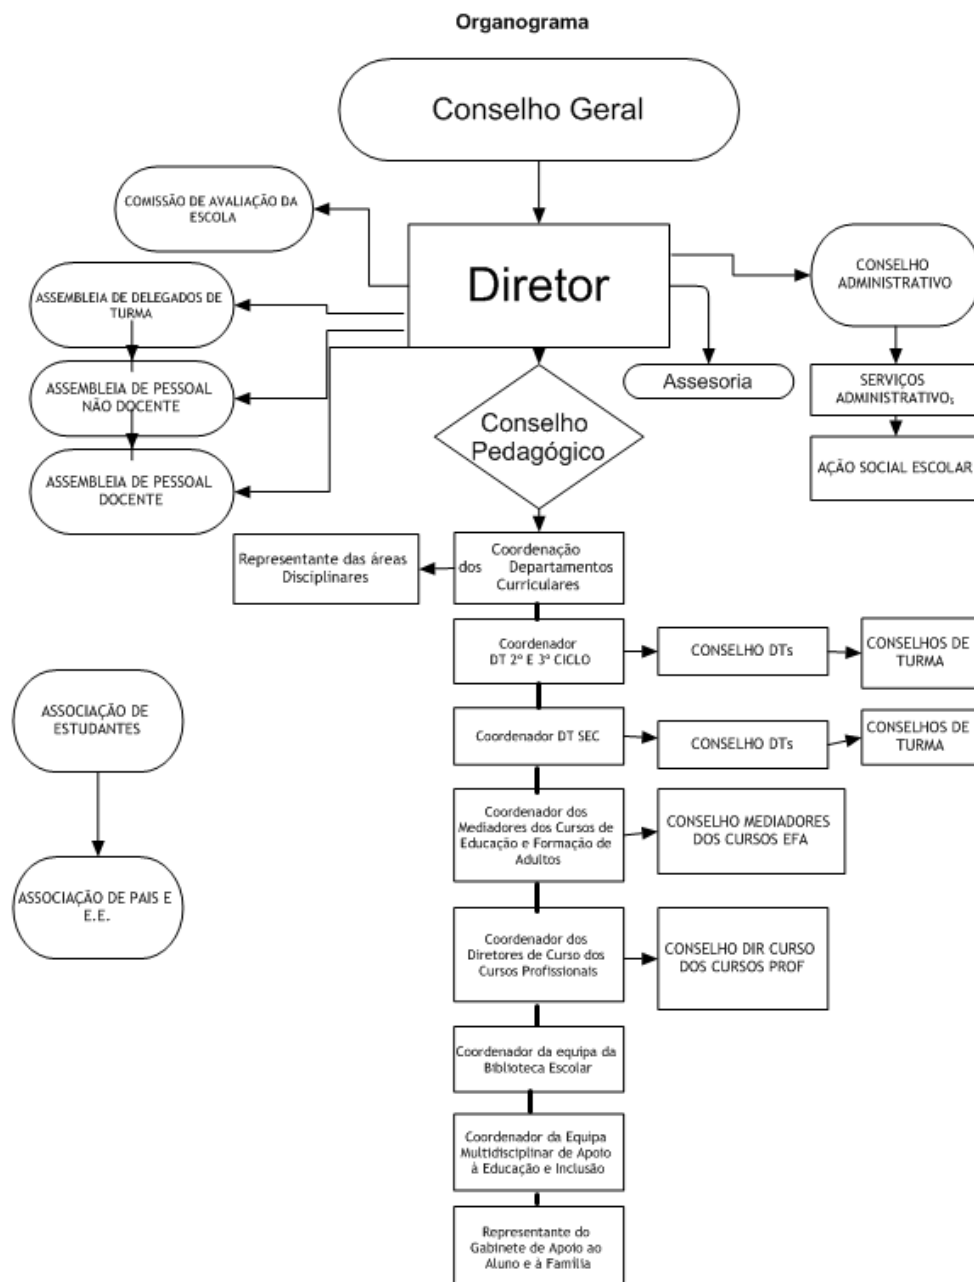 Organograma
Conselho Geral
COMISSÃO DE AVALIAÇÃO DA
ESCOLA
Diretor
CONSELHO
ADMINISTRATIVO
ASSEMBLEIA DE DELEGADOS DE
TURMA
Assesoria
SERVIÇOS
ADMINISTRATIVOs
ASSEMBLEIA DE PESSOAL
NÃO DOCENTE
Conselho
Pedagógico
AÇÃO SOCIAL ESCOLAR
ASSEMBLEIA DE PESSOAL
DOCENTE
Representante das áreas
Disciplinares
Coordenação
dos Departamentos
Curriculares
Coordenador
DT 2º E 3º CICLO
CONSELHO DTs
CONSELHOS DE
TURMA
ASSOCIAÇÃO DE
ESTUDANTES
Coordenador DT SEC
CONSELHO DTs
CONSELHOS DE
TURMA
Coordenador dos
Mediadores dos Cursos de
Educação e Formação de
Adultos
CONSELHO MEDIADORES
DOS CURSOS EFA
ASSOCIAÇÃO DE PAIS E
E.E.
Coordenador dos
Diretores de Curso dos
Cursos Profissionais
CONSELHO DIR CURSO
DOS CURSOS PROF
Coordenador da equipa da
Biblioteca Escolar
Coordenador da Equipa
Multidisciplinar de Apoio
à Educação e Inclusão
Representante do
Gabinete de Apoio ao
Aluno e à Família